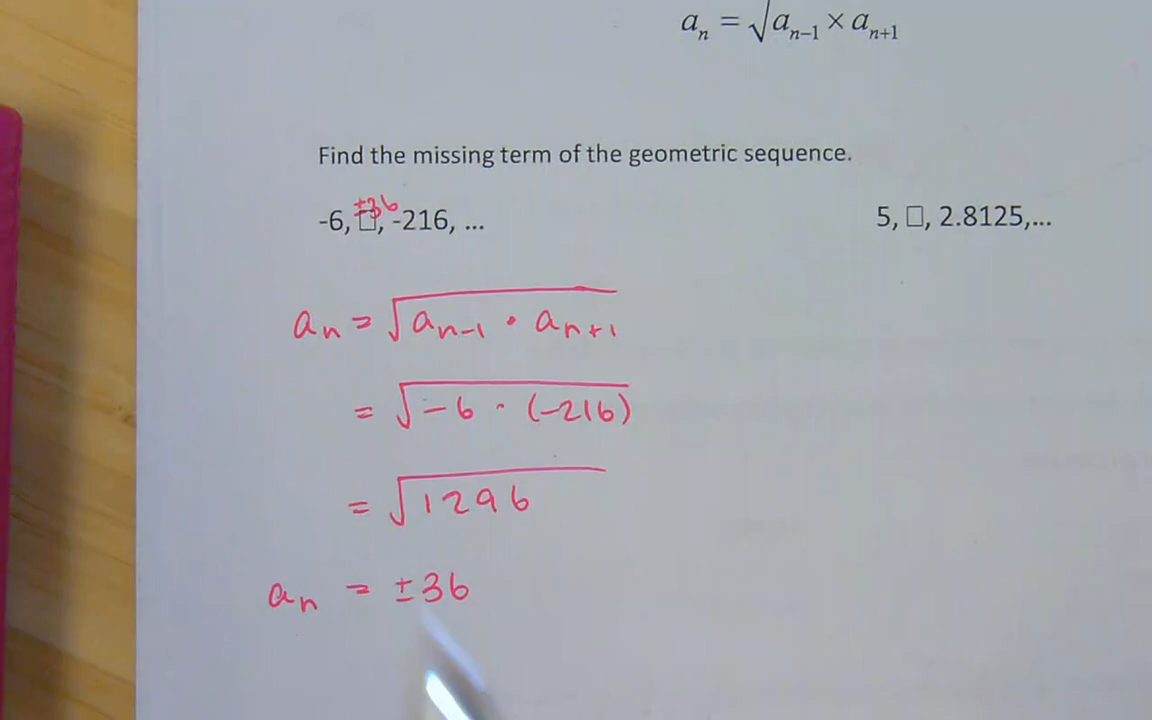 aₙ = √aₙ₋₁ × aₙ₊₁
Find the missing term of the geometric sequence.
±36
-6, □, -216, ...
5, □, 2.8125,...
aₙ = √aₙ₋₁ · aₙ₊₁
= √-6 · (-216)
= √1296
aₙ = ±36